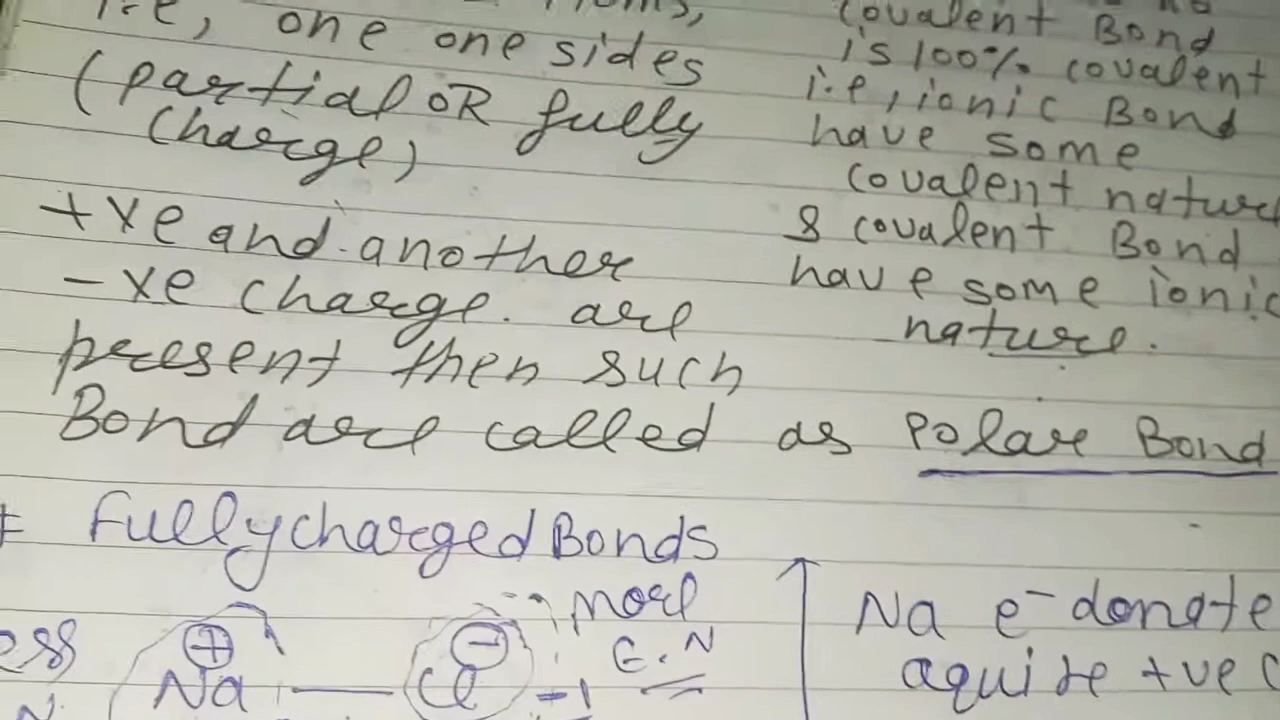 i.e, one one sides
(partial OR fully
Charge)
+ve and another
-ve charge. are
present then such
Bond are called as Polar Bond
covalent Bond
is 100% covalent
i.e, ionic Bond
have some
covalent nature
& covalent Bond
have some ionic
nature.
Fully charged Bonds
more
E.N
⊕ ⊖
Na — Cl -1
Na e- donate
aquire +ve